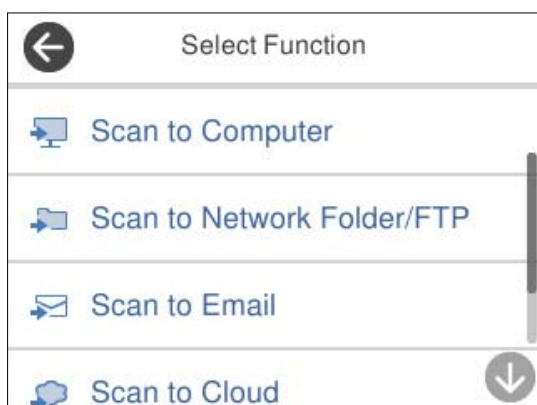 Select Function
Scan to Computer
Scan to Network Folder/FTP
Scan to Email
Scan to Cloud